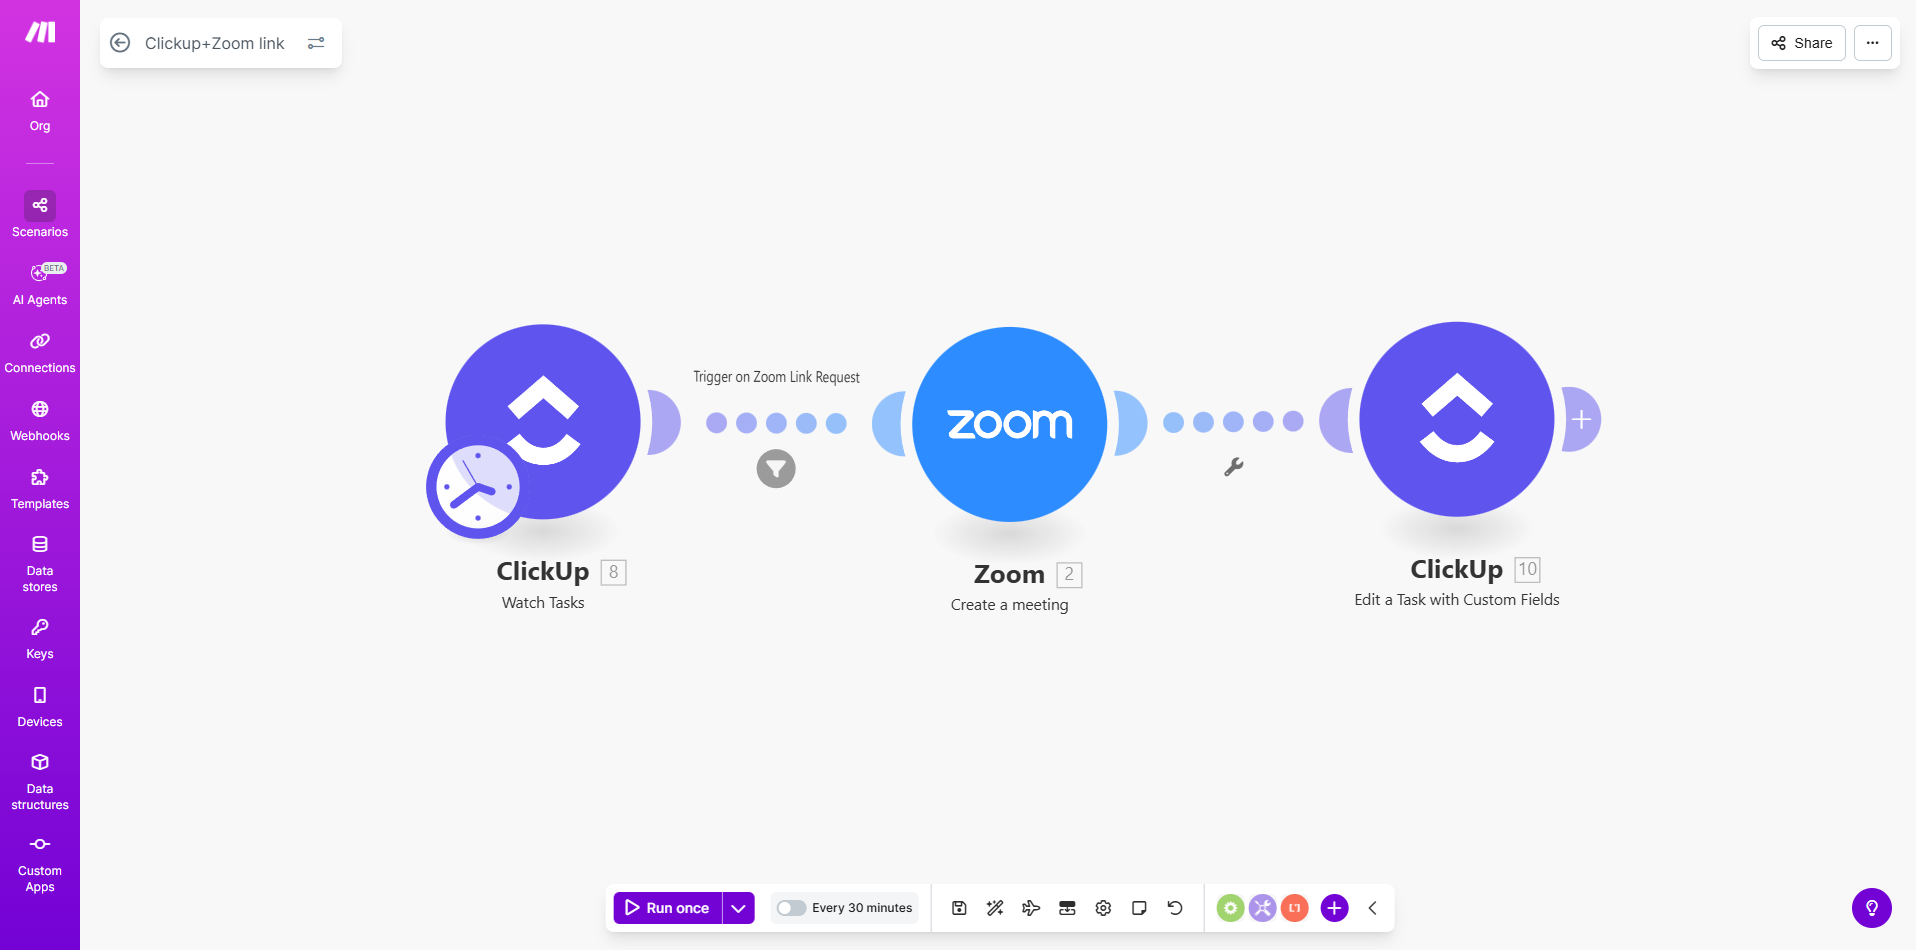 Clickup+Zoom link
Share
Org
Scenarios
BETA
AI Agents
Connections
Webhooks
Templates
Data
stores
Keys
Devices
Data
structures
Custom
Apps
Trigger on Zoom Link Request
zoom
ClickUp 8
Watch Tasks
Zoom 2
Create a meeting
ClickUp 10
Edit a Task with Custom Fields
Run once
Every 30 minutes